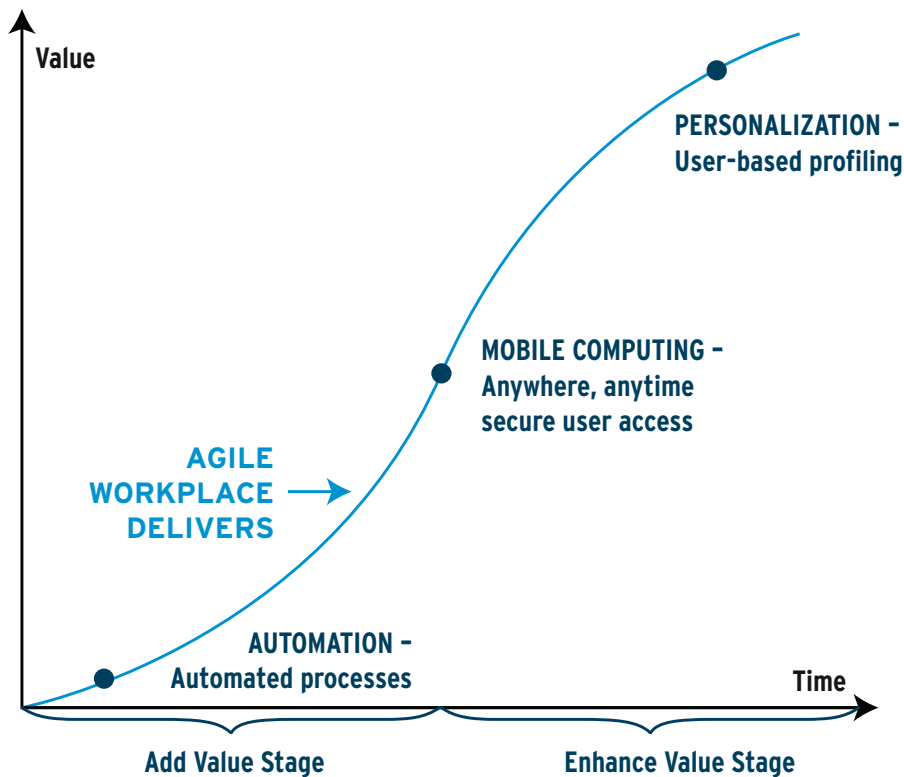 Value
PERSONALIZATION –
User-based profiling
MOBILE COMPUTING –
Anywhere, anytime
secure user access
AGILE
WORKPLACE
DELIVERS
AUTOMATION –
Automated processes
Time
Add Value Stage
Enhance Value Stage